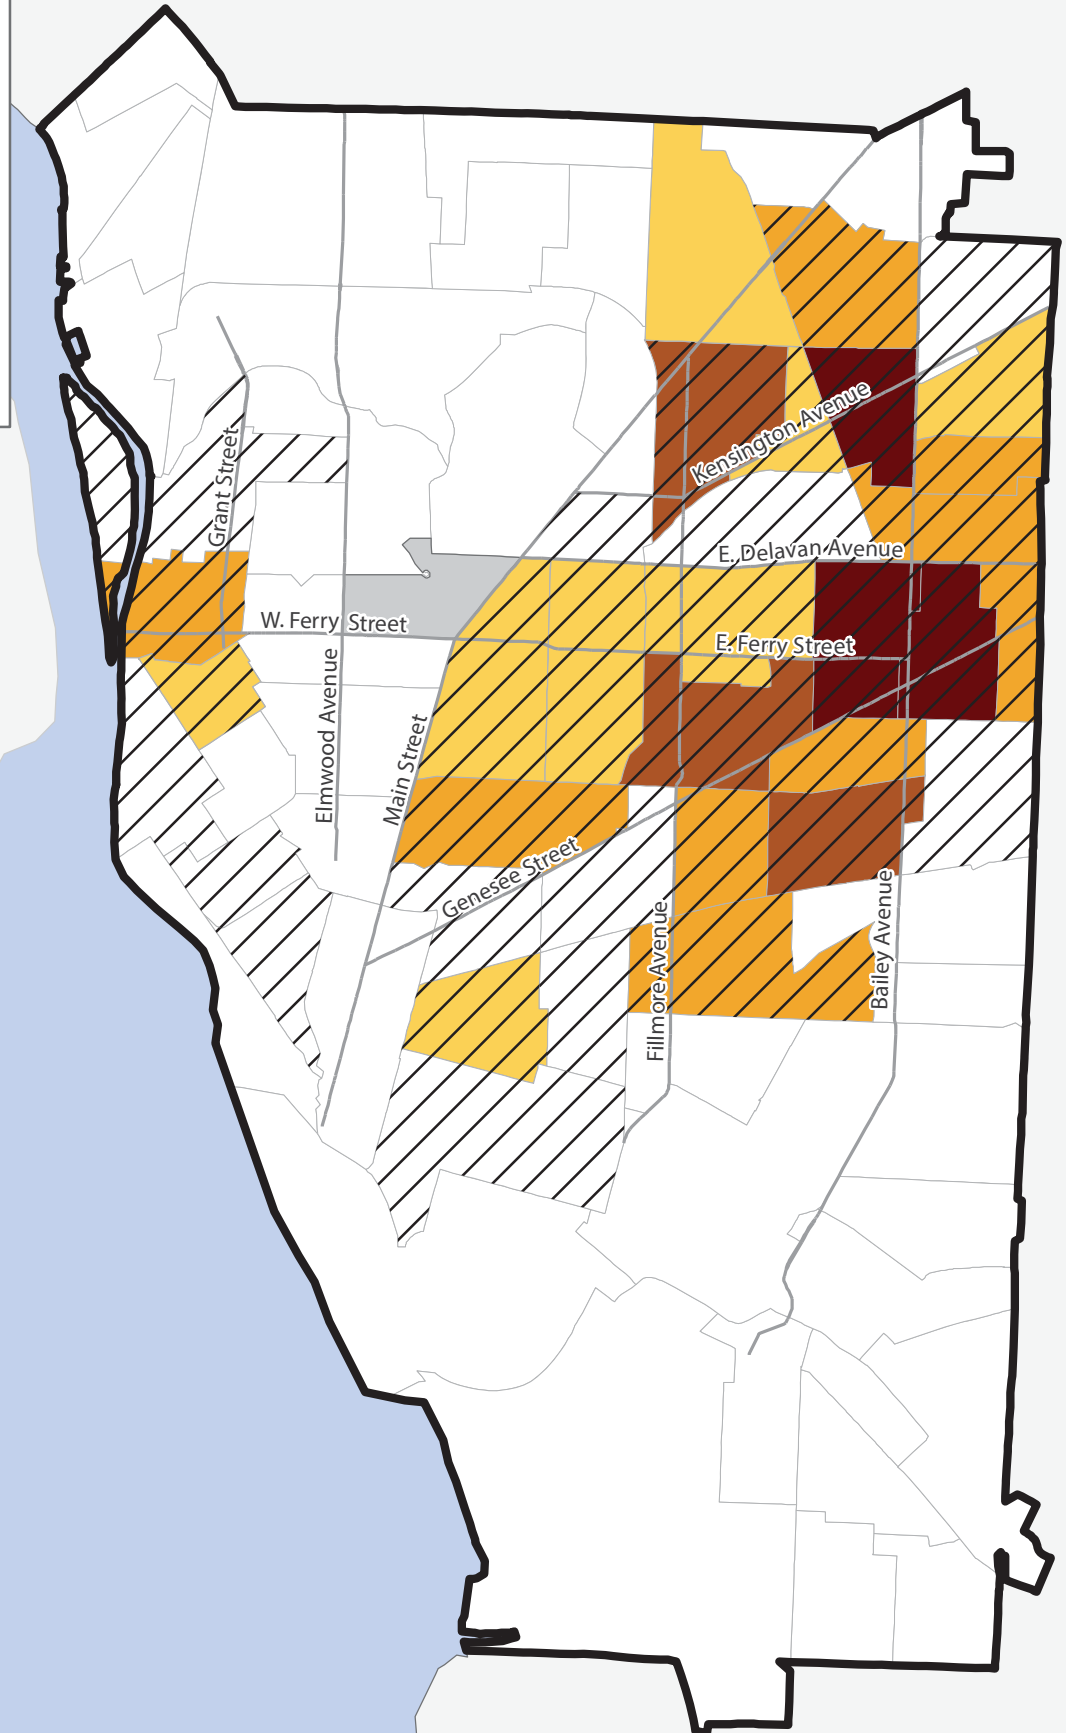 Kensington Avenue
Grant Street
E. Delavan Avenue
W. Ferry Street
E. Ferry Street
Elmwood Avenue
Main Street
Genesee Street
Fillmore Avenue
Bailey Avenue